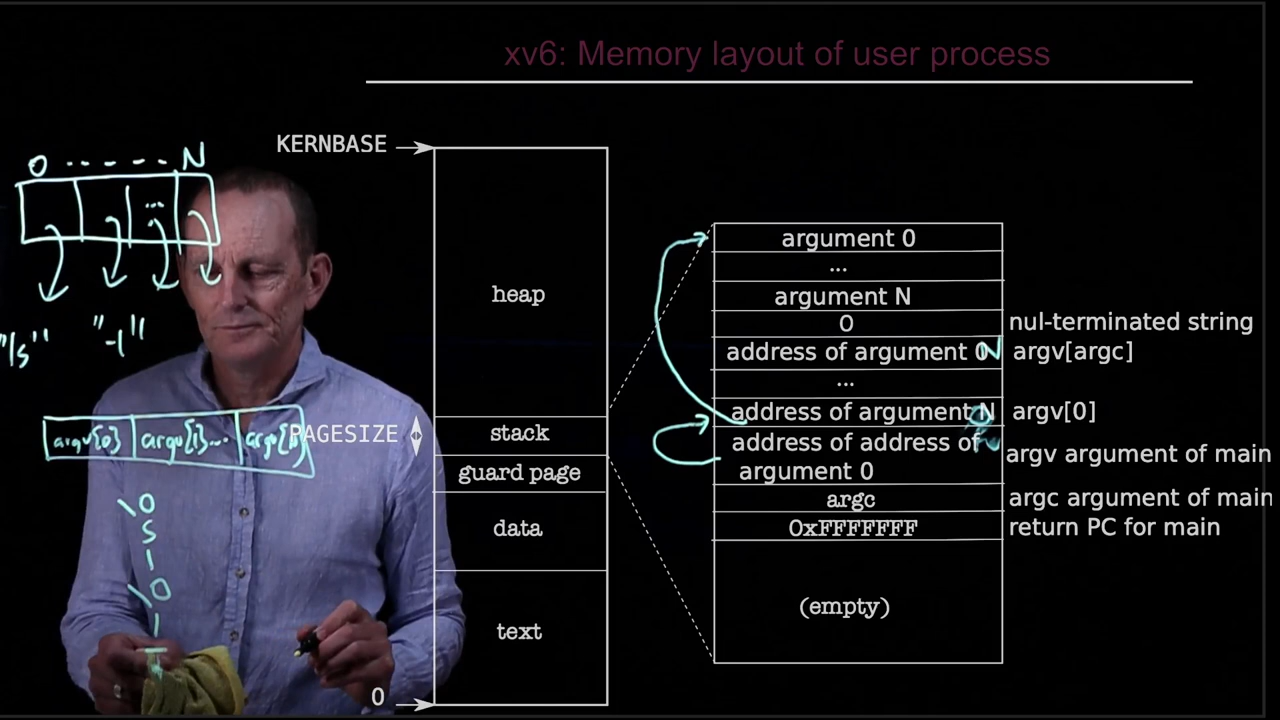 xv6: Memory layout of user process
KERNBASE
0 - - - - - N
...
"ls" "-l"
argv[0] argv[1]...
\0
s
l
\0
l
-
heap
PAGESIZE
stack
guard page
data
text
0
argument 0
...
argument N
0 nul-terminated string
address of argument 0 N argv[argc]
...
address of argument N 0 argv[0]
address of address of argv argument of main
argument 0
argc argc argument of main
0xFFFFFFF return PC for main
(empty)